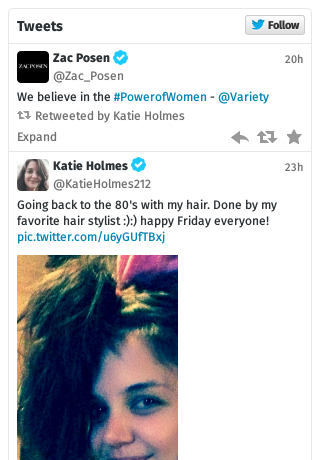 Tweets
Follow
ZAC POSEN
Zac Posen
20h
@Zac_Posen
We believe in the #PowerofWomen - @Variety
Retweeted by Katie Holmes
Expand
Katie Holmes
23h
@KatieHolmes212
Going back to the 80's with my hair. Done by my
favorite hair stylist :):) happy Friday everyone!
pic.twitter.com/u6yGUfTBxj